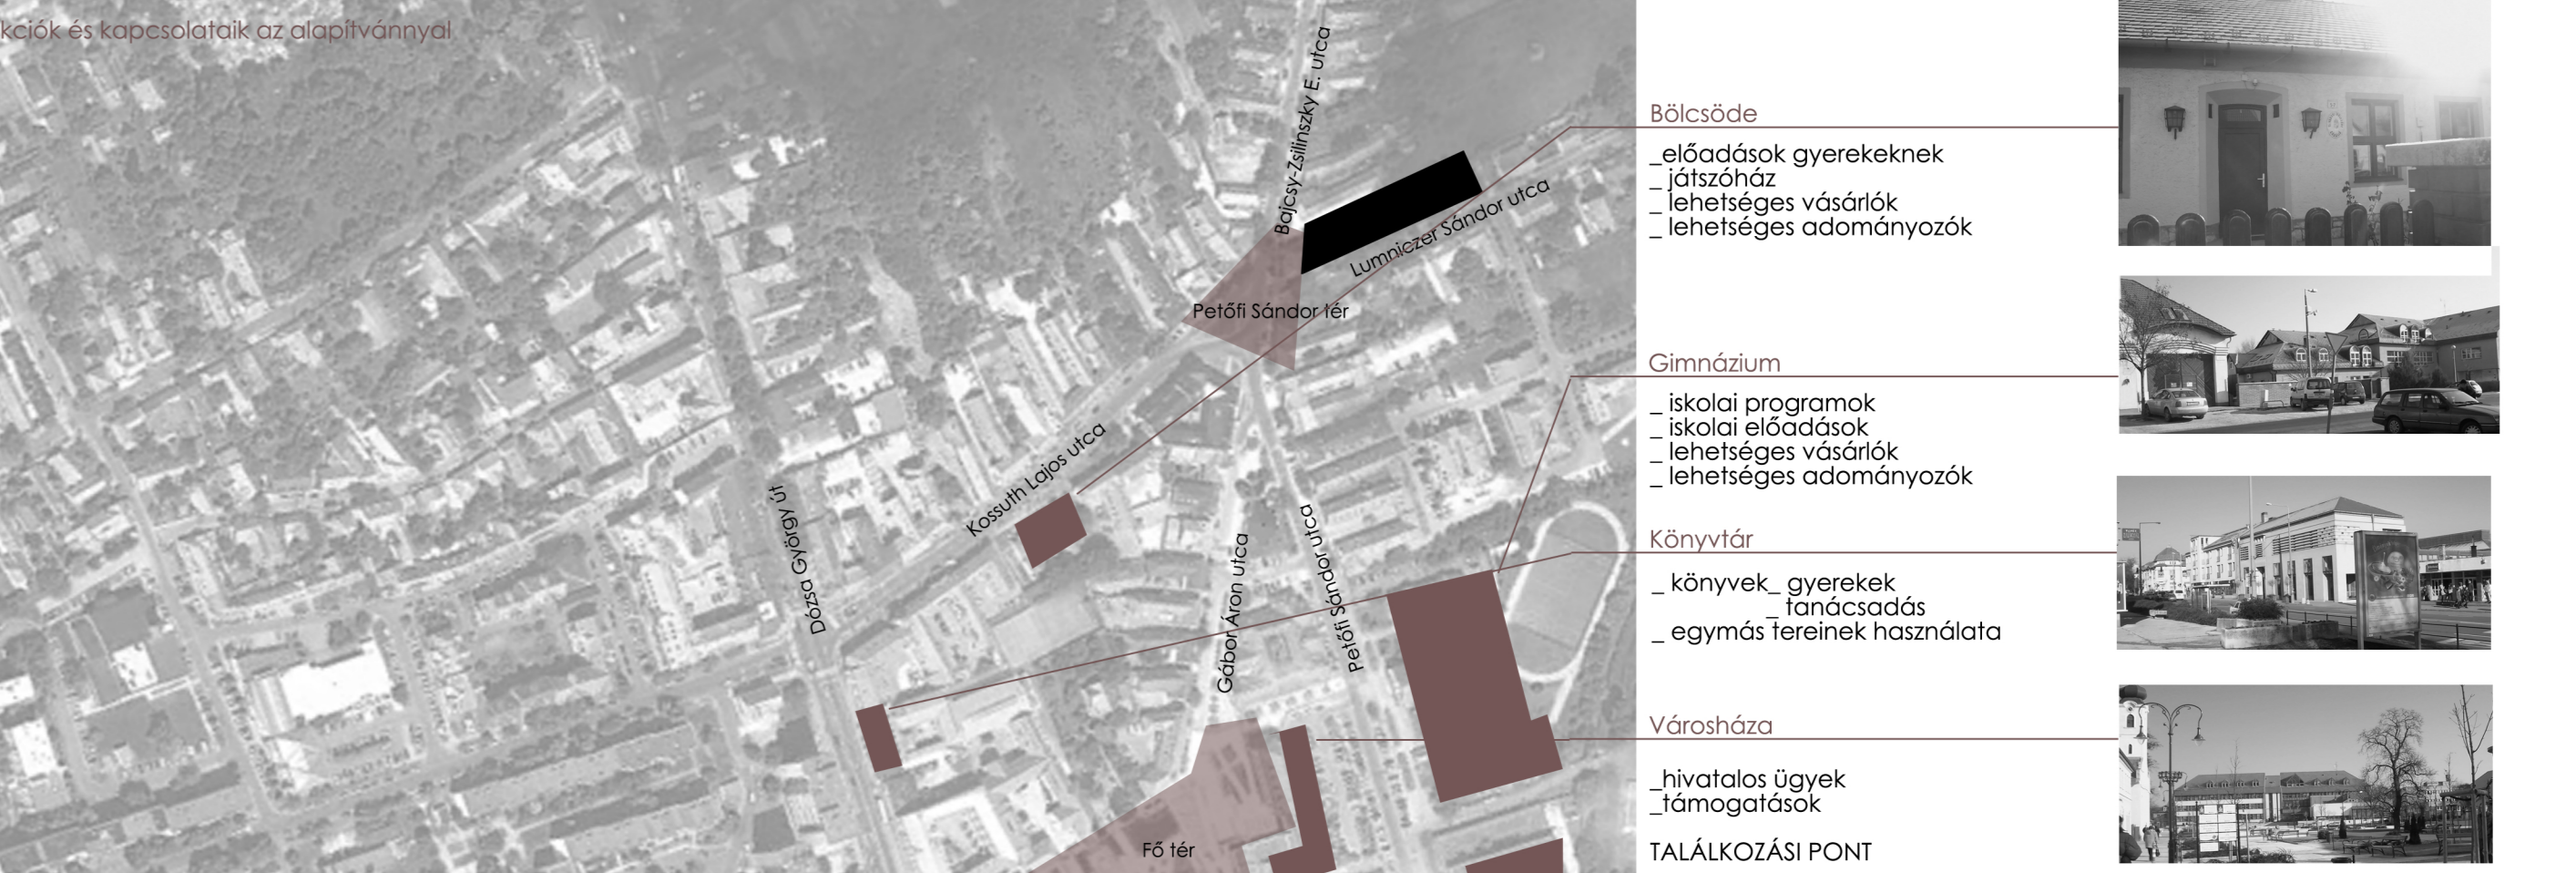 kciók és kapcsolataik az alapítvánnyal
Bajcsy-Zsilinszky E. utca
Lumniczer Sándor utca
Petőfi Sándor tér
Kossuth Lajos utca
Dózsa György út
Gábor Áron utca
Petőfi Sándor utca
Fő tér
Bölcsöde
_előadások gyerekeknek
_ játszóház
_ lehetséges vásárlók
_ lehetséges adományozók
Gimnázium
_ iskolai programok
_ iskolai előadások
_ lehetséges vásárlók
_ lehetséges adományozók
Könyvtár
_ könyvek_ gyerekek
_ tanácsadás
_ egymás tereinek használata
Városháza
_hivatalos ügyek
_támogatások
TALÁLKOZÁSI PONT